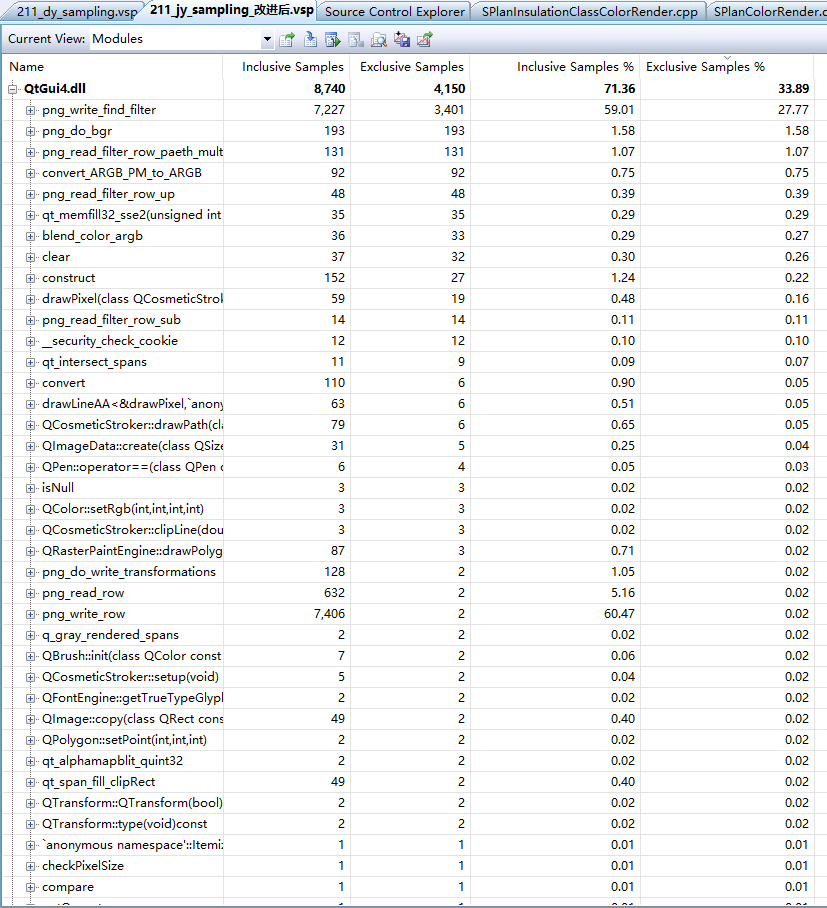 211_dy_sampling.vsp 211_jy_sampling_改进后.vsp Source Control Explorer SPlanInsulationClassColorRender.cpp SPlanColorRender.c
Current View: Modules
Name Inclusive Samples Exclusive Samples Inclusive Samples % Exclusive Samples %
QtGui4.dll 8,740 4,150 71.36 33.89
png_write_find_filter 7,227 3,401 59.01 27.77
png_do_bgr 193 193 1.58 1.58
png_read_filter_row_paeth_mult 131 131 1.07 1.07
convert_ARGB_PM_to_ARGB 92 92 0.75 0.75
png_read_filter_row_up 48 48 0.39 0.39
qt_memfill32_sse2(unsigned int 35 35 0.29 0.29
blend_color_argb 36 33 0.29 0.27
clear 37 32 0.30 0.26
construct 152 27 1.24 0.22
drawPixel(class QCosmeticStrok 59 19 0.48 0.16
png_read_filter_row_sub 14 14 0.11 0.11
__security_check_cookie 12 12 0.10 0.10
qt_intersect_spans 11 9 0.09 0.07
convert 110 6 0.90 0.05
drawLineAA<&drawPixel,`anony 63 6 0.51 0.05
QCosmeticStroker::drawPath(cla 79 6 0.65 0.05
QImageData::create(class QSize 31 5 0.25 0.04
QPen::operator==(class QPen c 6 4 0.05 0.03
isNull 3 3 0.02 0.02
QColor::setRgb(int,int,int,int) 3 3 0.02 0.02
QCosmeticStroker::clipLine(dou 3 3 0.02 0.02
QRasterPaintEngine::drawPolyg 87 3 0.71 0.02
png_do_write_transformations 128 2 1.05 0.02
png_read_row 632 2 5.16 0.02
png_write_row 7,406 2 60.47 0.02
q_gray_rendered_spans 2 2 0.02 0.02
QBrush::init(class QColor const 7 2 0.06 0.02
QCosmeticStroker::setup(void) 5 2 0.04 0.02
QFontEngine::getTrueTypeGlypl 2 2 0.02 0.02
QImage::copy(class QRect cons 49 2 0.40 0.02
QPolygon::setPoint(int,int,int) 2 2 0.02 0.02
qt_alphamapblit_quint32 2 2 0.02 0.02
qt_span_fill_clipRect 49 2 0.40 0.02
QTransform::QTransform(bool) 2 2 0.02 0.02
QTransform::type(void)const 2 2 0.02 0.02
`anonymous namespace'::Itemiz 1 1 0.01 0.01
checkPixelSize 1 1 0.01 0.01
compare 1 1 0.01 0.01